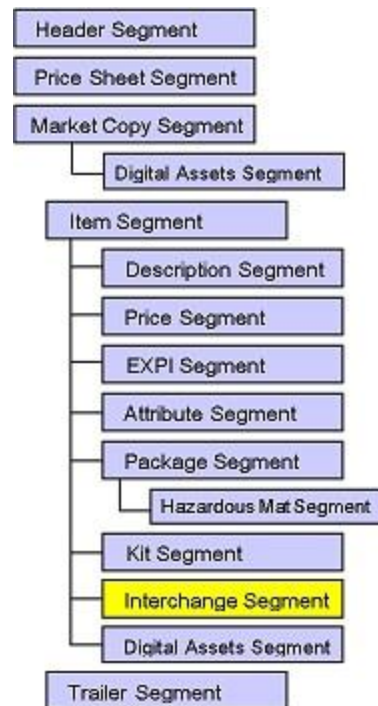 Header Segment
Price Sheet Segment
Market Copy Segment
Digital Assets Segment
Item Segment
Description Segment
Price Segment
EXPI Segment
Attribute Segment
Package Segment
Hazardous Mat Segment
Kit Segment
Interchange Segment
Digital Assets Segment
Trailer Segment